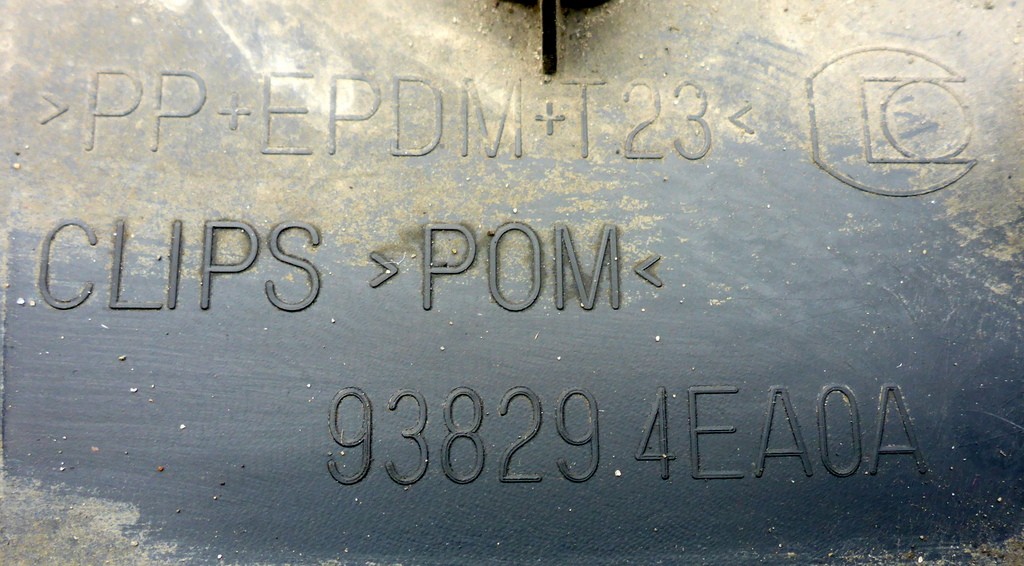 >PP+EPDM+T23<
CLIPS >POM<
93829 4EA0A